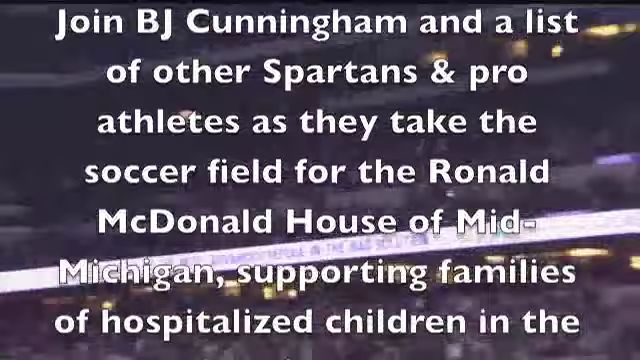 Join BJ Cunningham and a list
of other Spartans & pro
athletes as they take the
soccer field for the Ronald
McDonald House of Mid-
Michigan, supporting families
of hospitalized children in the